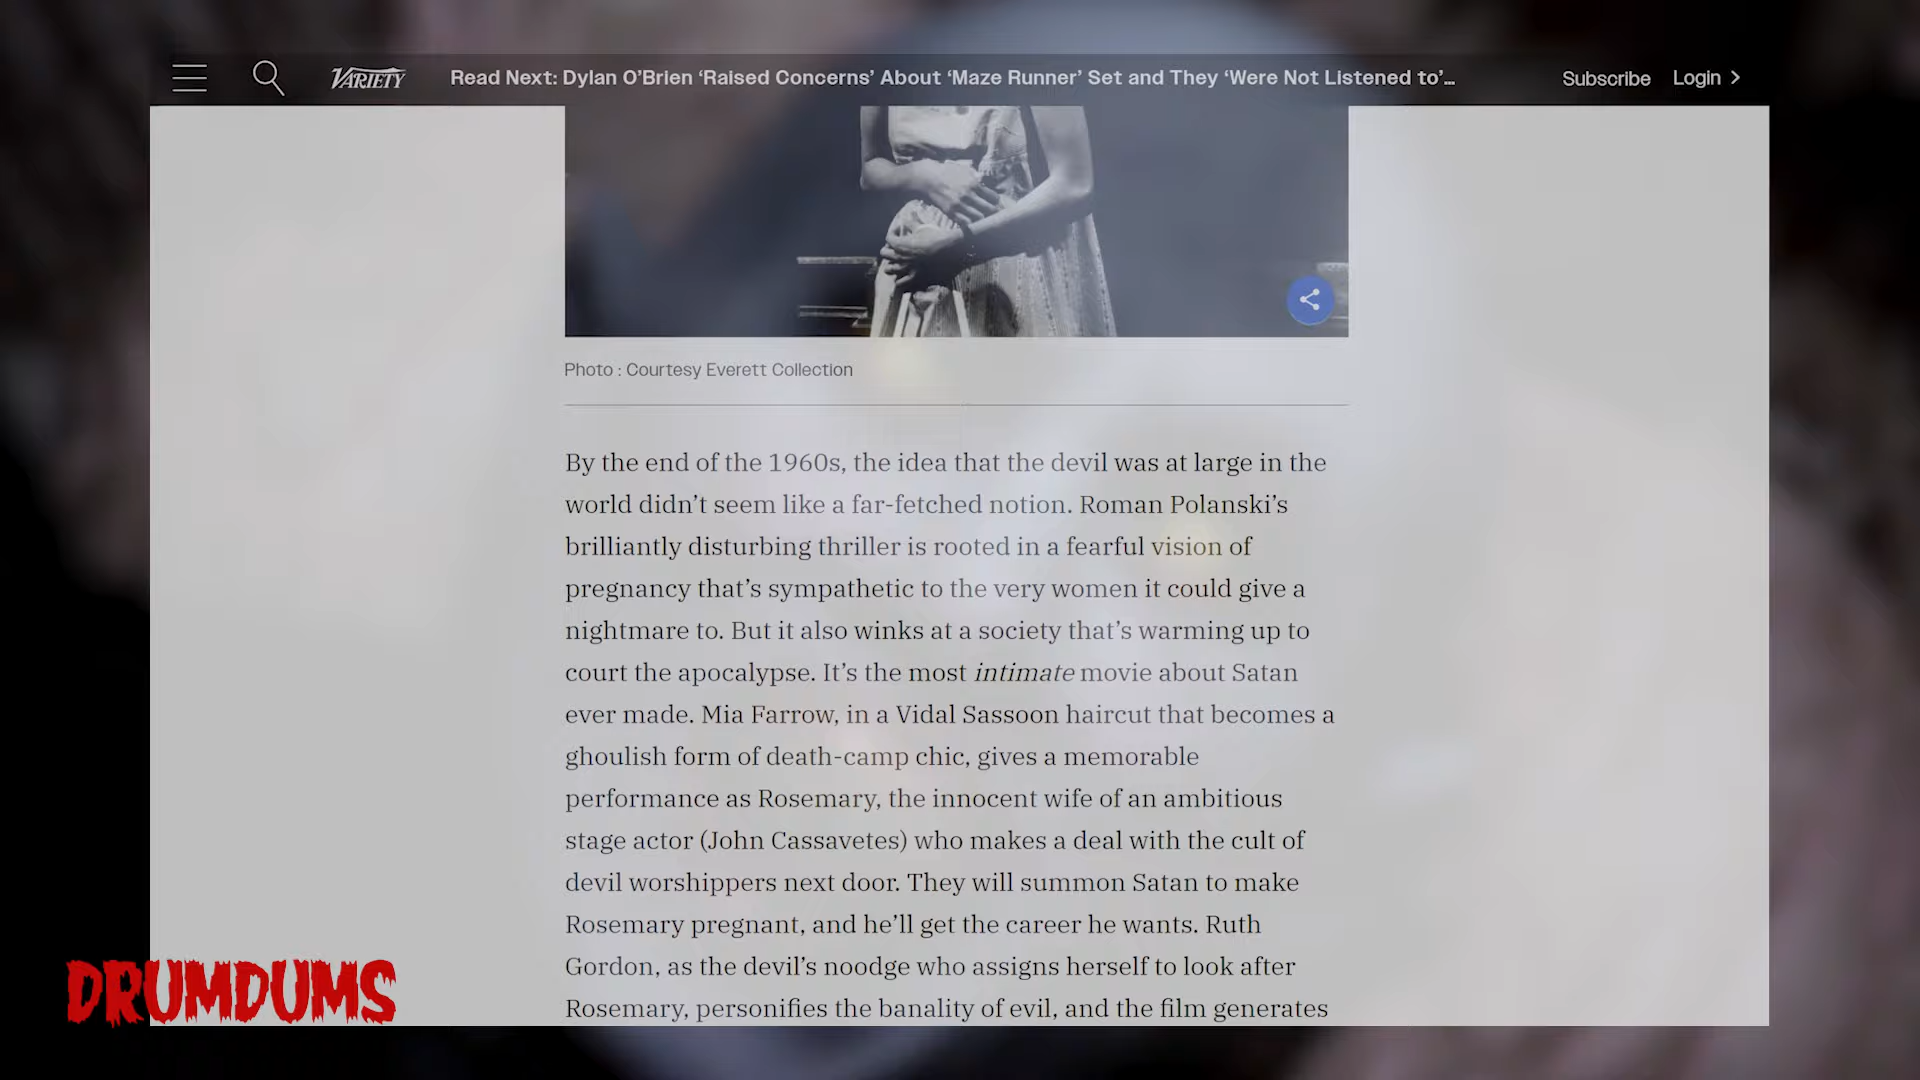 VARIETY
Read Next: Dylan O’Brien ‘Raised Concerns’ About ‘Maze Runner’ Set and They ‘Were Not Listened to’...
Subscribe
Login
Photo : Courtesy Everett Collection
By the end of the 1960s, the idea that the devil was at large in the
world didn’t seem like a far-fetched notion. Roman Polanski’s
brilliantly disturbing thriller is rooted in a fearful vision of
pregnancy that’s sympathetic to the very women it could give a
nightmare to. But it also winks at a society that’s warming up to
court the apocalypse. It’s the most intimate movie about Satan
ever made. Mia Farrow, in a Vidal Sassoon haircut that becomes a
ghoulish form of death-camp chic, gives a memorable
performance as Rosemary, the innocent wife of an ambitious
stage actor (John Cassavetes) who makes a deal with the cult of
devil worshippers next door. They will summon Satan to make
Rosemary pregnant, and he’ll get the career he wants. Ruth
Gordon, as the devil’s noodge who assigns herself to look after
Rosemary, personifies the banality of evil, and the film generates
DRUMDUMS